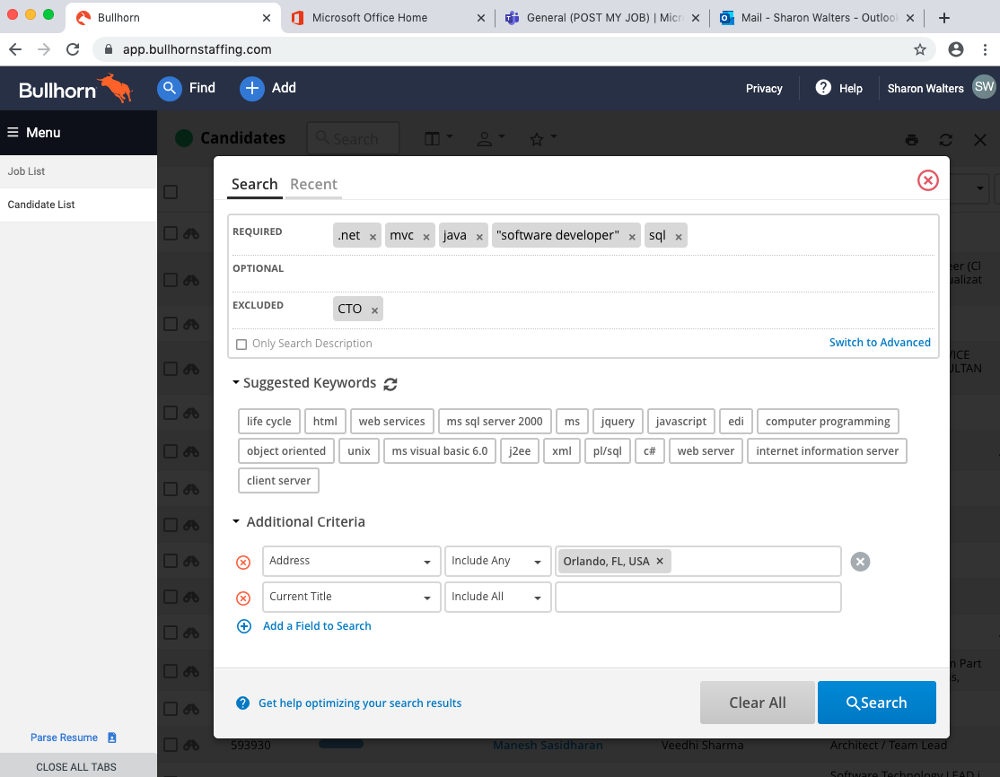 Bullhorn
Microsoft Office Home
General (POST MY JOB) | Micr
Mail - Sharon Walters - Outlook
app.bullhornstaffing.com
Bullhorn
Find
Add
Privacy
Help
Sharon Walters
SW
Menu
Job List
Candidate List
Candidates
Search
Search
Recent
REQUIRED
.net × mvc × java × "software developer" × sql ×
OPTIONAL
EXCLUDED
CTO ×
Only Search Description
Switch to Advanced
Suggested Keywords
life cycle html web services ms sql server 2000 ms jquery javascript edi computer programming
object oriented unix ms visual basic 6.0 j2ee xml pl/sql c# web server internet information server
client server
Additional Criteria
Address Include Any Orlando, FL, USA ×
Current Title Include All
Add a Field to Search
Get help optimizing your search results
Clear All
Search
eer (Cl
ualizat
VICE
ULTAN
n Part
s,
593930 Manesh Sasidharan Veedhi Sharma Architect / Team Lead
Software Technology LEAD i
Parse Resume
CLOSE ALL TABS